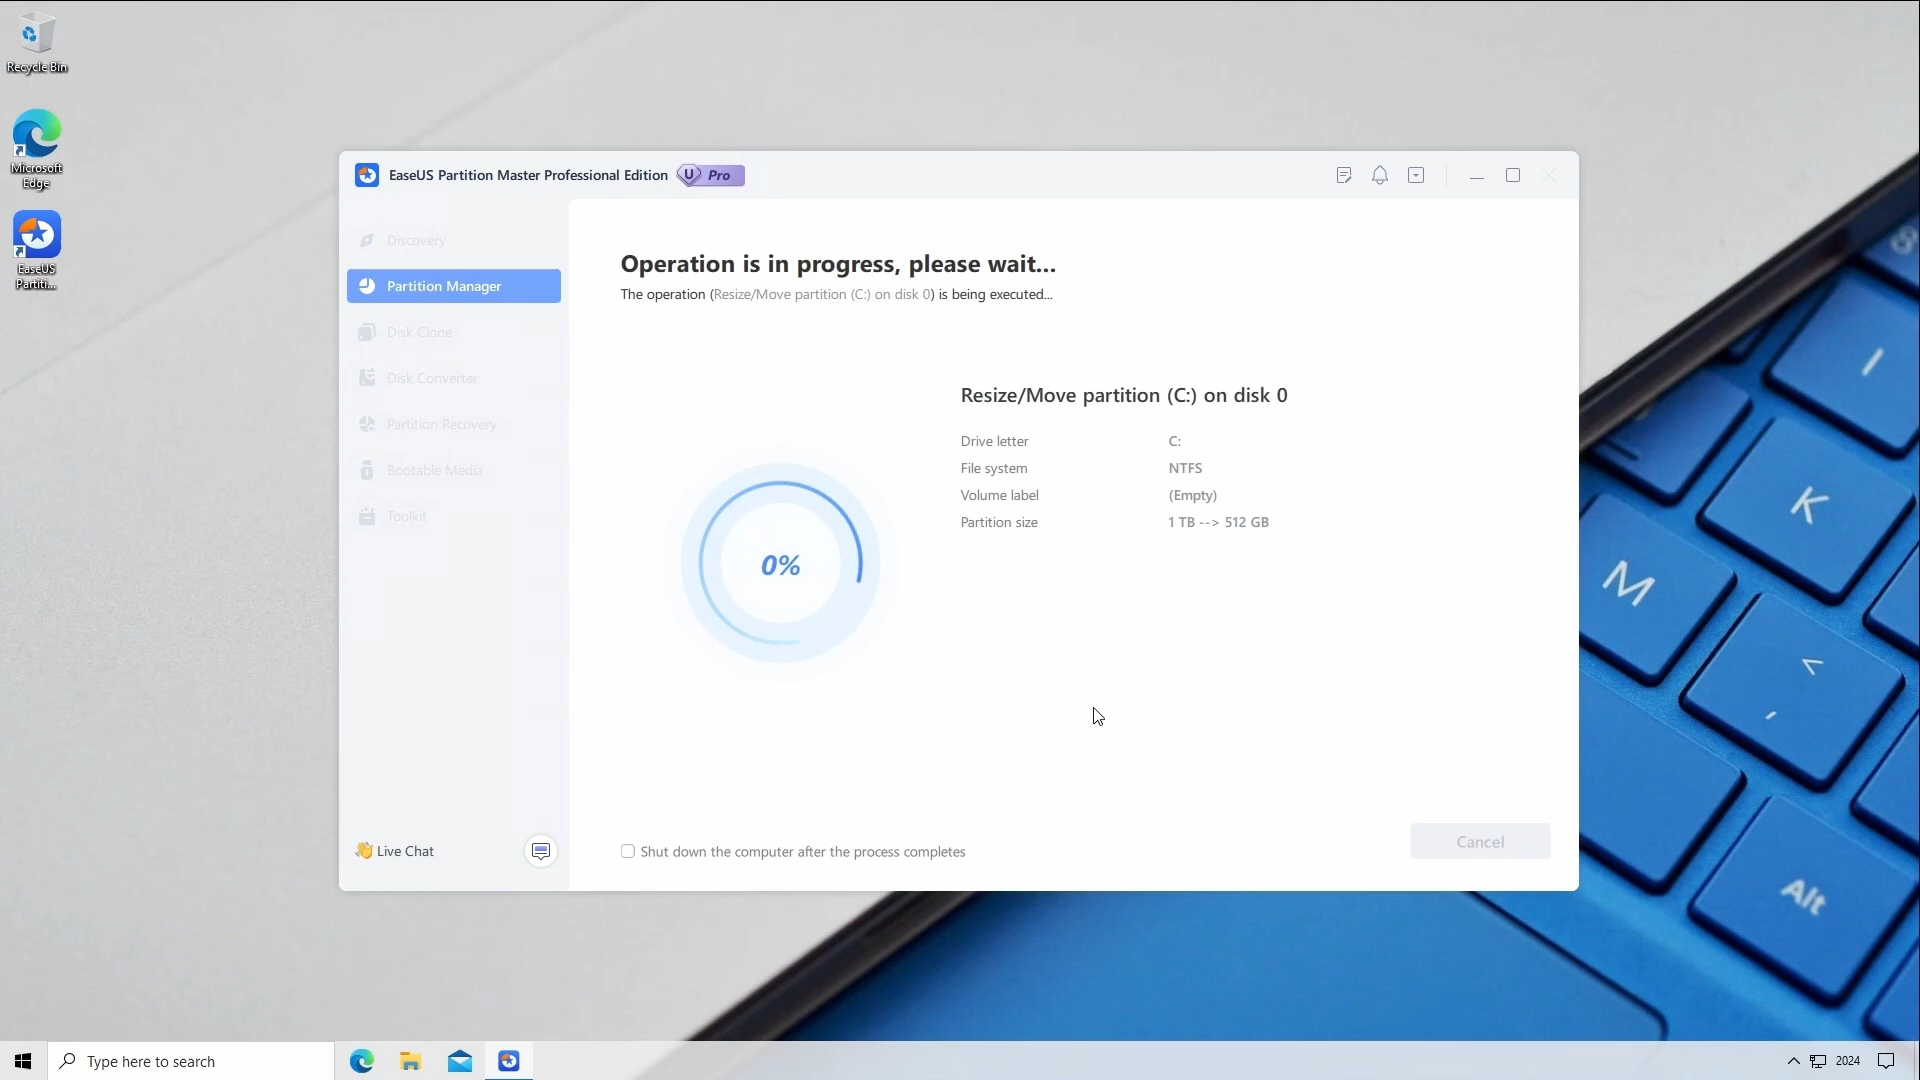 Recycle Bin
Microsoft
Edge
EaseUS
Partiti...
EaseUS Partition Master Professional Edition
U Pro
Discovery
Partition Manager
Disk Clone
Disk Converter
Partition Recovery
Bootable Media
Toolkit
Live Chat
Operation is in progress, please wait...
The operation (Resize/Move partition (C:) on disk 0) is being executed...
0%
Resize/Move partition (C:) on disk 0
Drive letter C:
File system NTFS
Volume label (Empty)
Partition size 1 TB --> 512 GB
Shut down the computer after the process completes
Cancel
I
K
M
<
,
Alt
Type here to search
2024